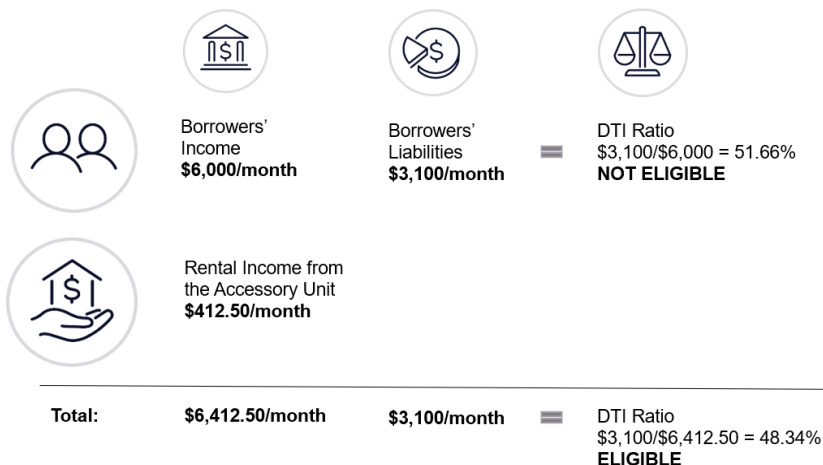 Borrowers'
Income
$6,000/month
Borrowers'
Liabilities
$3,100/month
DTI Ratio
$3,100/$6,000 = 51.66%
NOT ELIGIBLE
Rental Income from
the Accessory Unit
$412.50/month
Total:
$6,412.50/month
$3,100/month
DTI Ratio
$3,100/$6,412.50 = 48.34%
ELIGIBLE